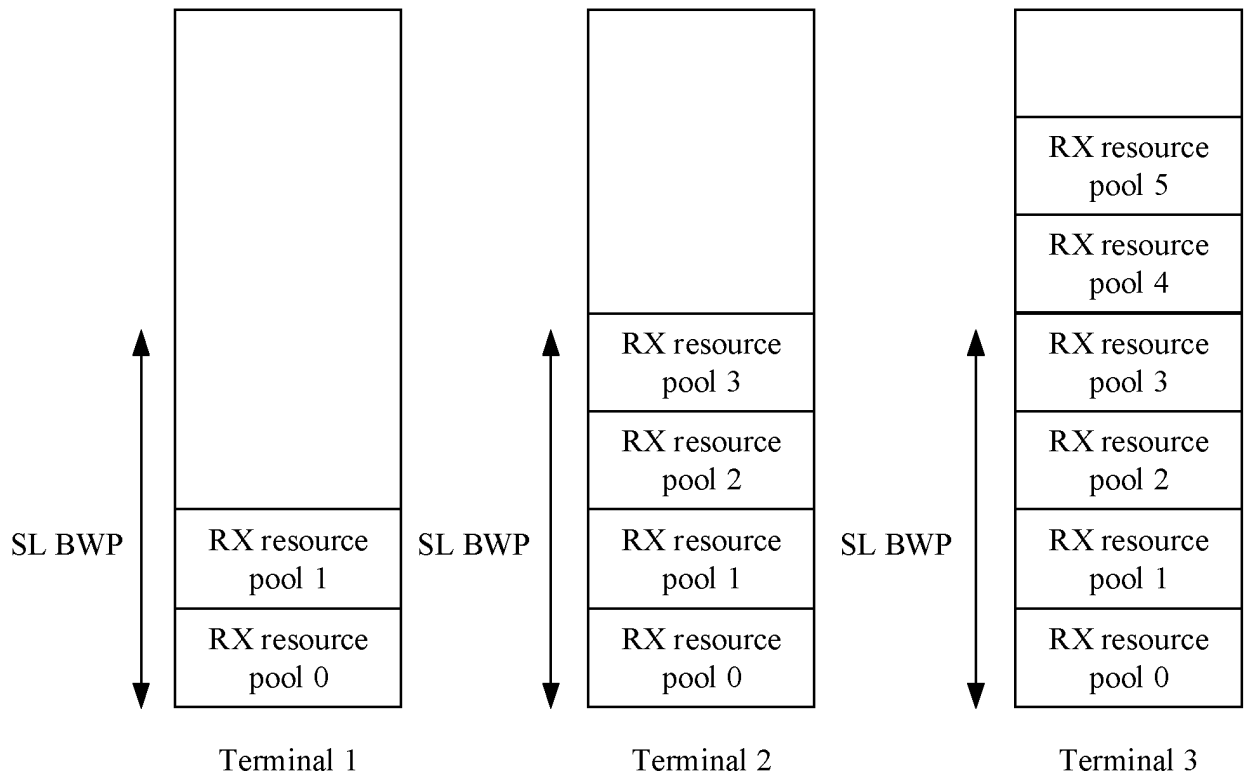 SL BWP
RX resource
pool 1
RX resource
pool 0
Terminal 1
SL BWP
RX resource
pool 3
RX resource
pool 2
RX resource
pool 1
RX resource
pool 0
Terminal 2
SL BWP
RX resource
pool 5
RX resource
pool 4
RX resource
pool 3
RX resource
pool 2
RX resource
pool 1
RX resource
pool 0
Terminal 3